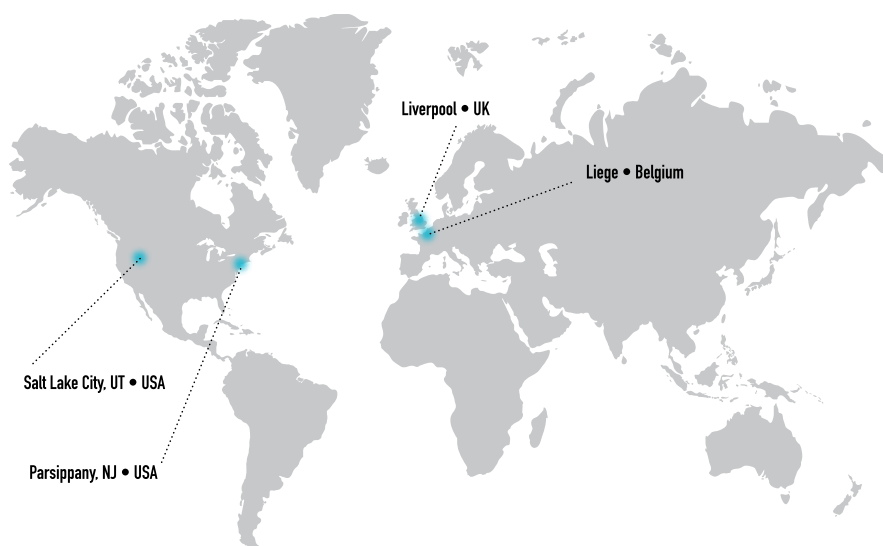 Liverpool • UK
Liege • Belgium
Salt Lake City, UT • USA
Parsippany, NJ • USA